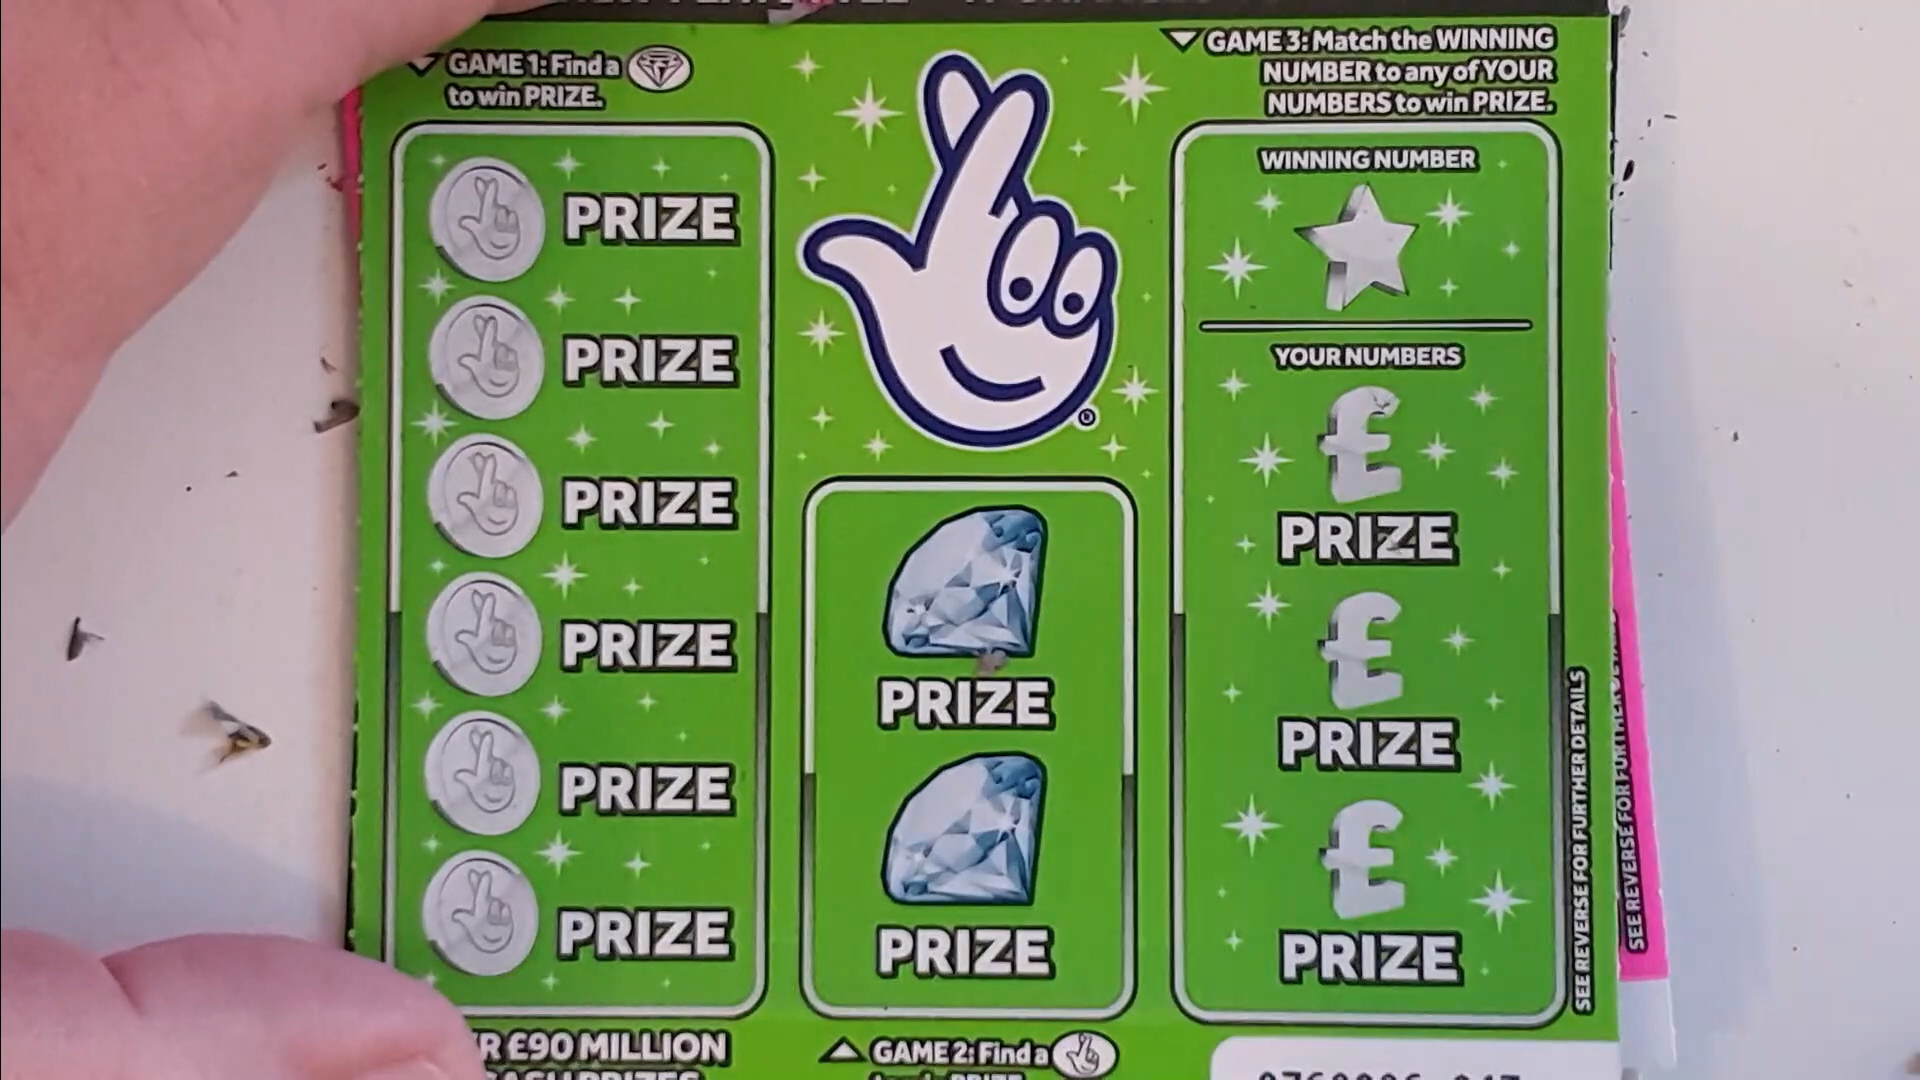 GAME 1: Find a
to win PRIZE.
PRIZE
PRIZE
PRIZE
PRIZE
PRIZE
PRIZE
®
PRIZE
PRIZE
GAME 2: Find a
GAME 3: Match the WINNING
NUMBER to any of YOUR
NUMBERS to win PRIZE.
WINNING NUMBER
YOUR NUMBERS
£
PRIZE
£
PRIZE
£
PRIZE
SEE REVERSE FOR FURTHER DETAILS
SEE REVERSE FOR FURTHER
£90 MILLION
CASH PRIZES